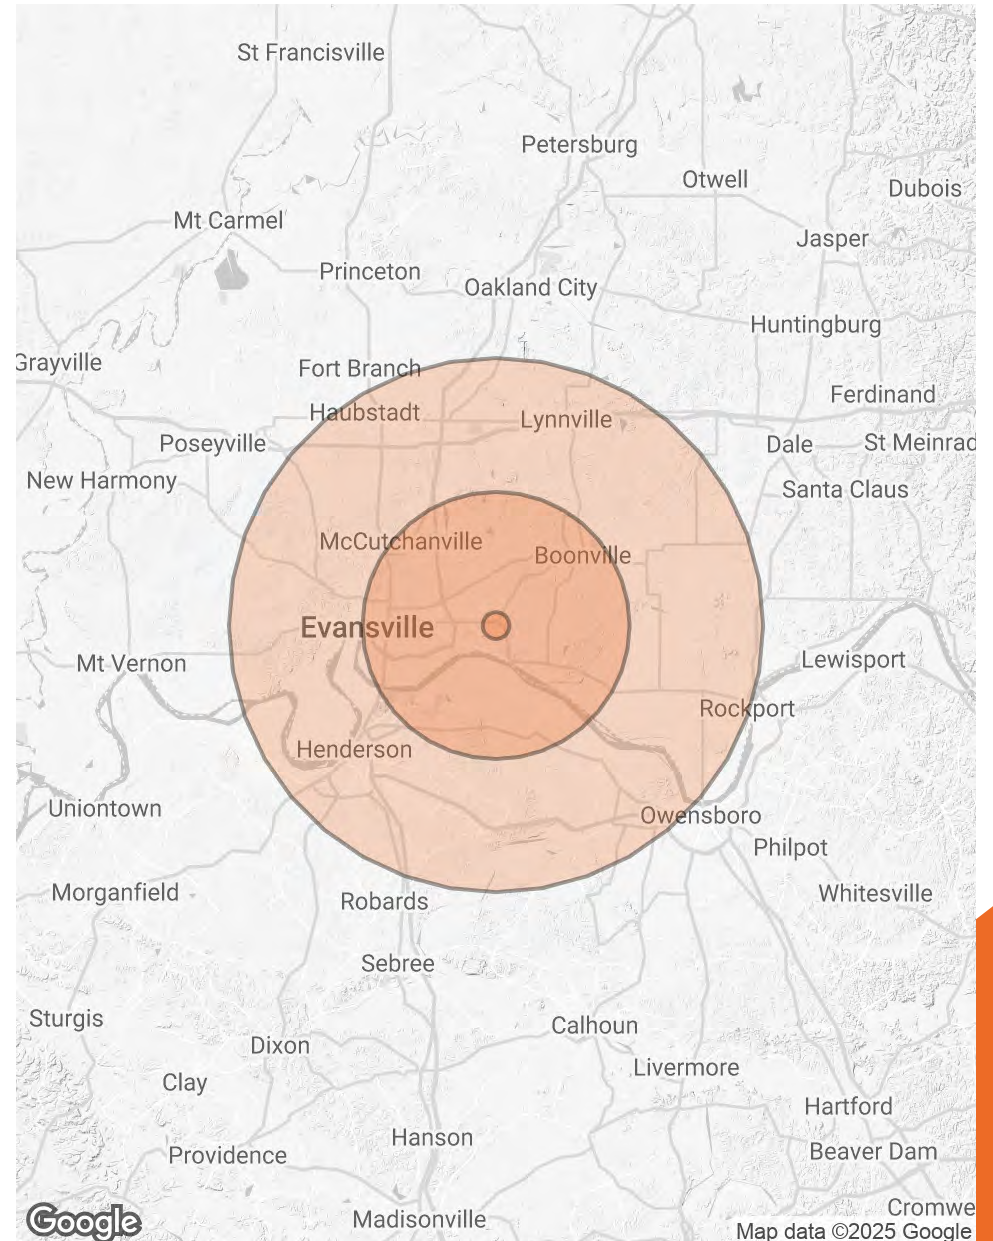 St Francisville
Petersburg
Otwell
Dubois
Mt Carmel
Jasper
Princeton
Oakland City
Huntingburg
Grayville
Fort Branch
Ferdinand
Haubstadt
Lynnville
Poseyville
Dale
St Meinrad
New Harmony
Santa Claus
McCutchanville
Boonville
Evansville
Mt Vernon
Lewisport
Rockport
Henderson
Uniontown
Owensboro
Philpot
Morganfield
Whitesville
Robards
Sebree
Sturgis
Calhoun
Dixon
Livermore
Clay
Hartford
Hanson
Beaver Dam
Providence
Cromwe
Madisonville
Google
Map data ©2025 Google